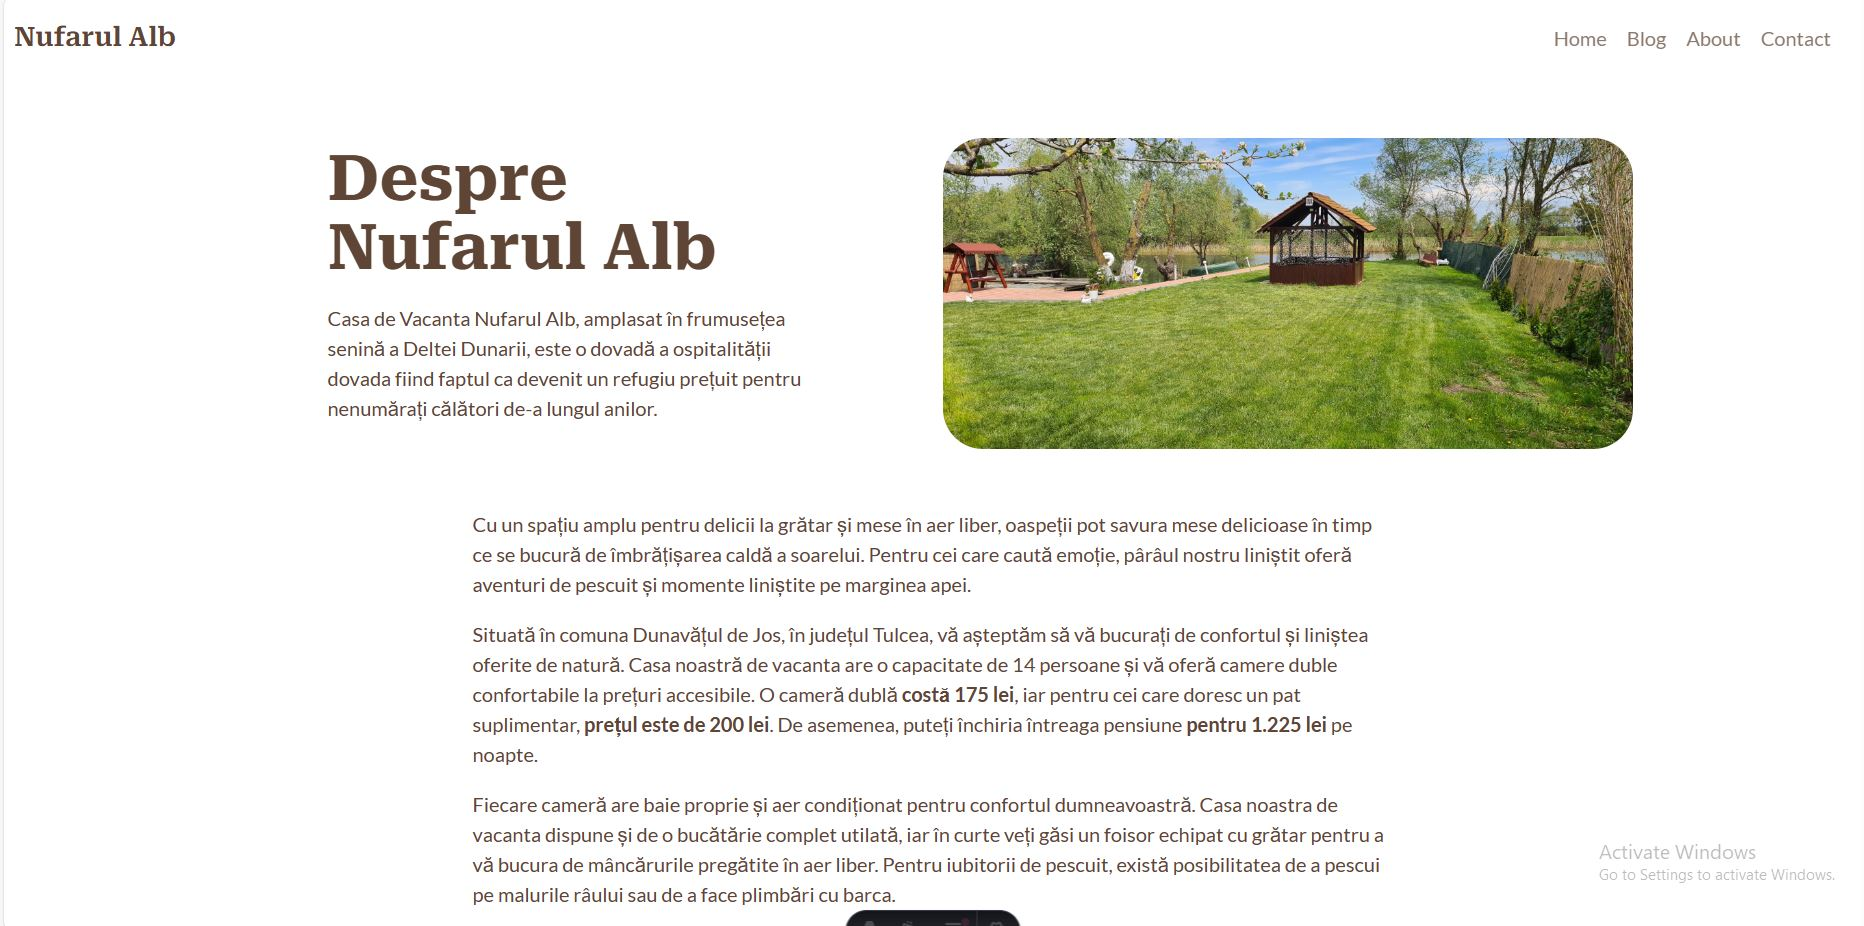 Nufarul Alb
Home Blog About Contact
Despre
Nufarul Alb
Casa de Vacanta Nufarul Alb, amplasat în frumusețea
senină a Deltei Dunarii, este o dovadă a ospitalității
dovada fiind faptul ca devenit un refugiu prețuit pentru
nenumărați călători de-a lungul anilor.
Cu un spațiu amplu pentru delicii la grătar și mese în aer liber, oaspeții pot savura mese delicioase în timp
ce se bucură de îmbrățișarea caldă a soarelui. Pentru cei care caută emoție, pârâul nostru liniștit oferă
aventuri de pescuit și momente liniștite pe marginea apei.
Situată în comuna Dunavățul de Jos, în județul Tulcea, vă așteptăm să vă bucurați de confortul și liniștea
oferite de natură. Casa noastră de vacanta are o capacitate de 14 persoane și vă oferă camere duble
confortabile la prețuri accesibile. O cameră dublă costă 175 lei, iar pentru cei care doresc un pat
suplimentar, prețul este de 200 lei. De asemenea, puteți închiria întreaga pensiune pentru 1.225 lei pe
noapte.
Fiecare cameră are baie proprie și aer condiționat pentru confortul dumneavoastră. Casa noastra de
vacanta dispune și de o bucătărie complet utilată, iar în curte veți găsi un foisor echipat cu grătar pentru a
vă bucura de mâncărurile pregătite în aer liber. Pentru iubitorii de pescuit, există posibilitatea de a pescui
pe malurile râului sau de a face plimbări cu barca.
Activate Windows
Go to Settings to activate Windows.